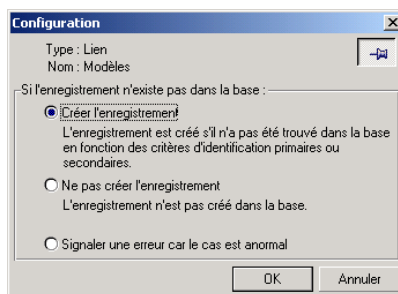 Configuration
Type : Lien
Nom : Modèles
Si l'enregistrement n'existe pas dans la base :
Créer l'enregistrement
L'enregistrement est créé s'il n'a pas été trouvé dans la base
en fonction des critères d'identification primaires ou
secondaires.
Ne pas créer l'enregistrement
L'enregistrement n'est pas créé dans la base.
Signaler une erreur car le cas est anormal
OK
Annuler